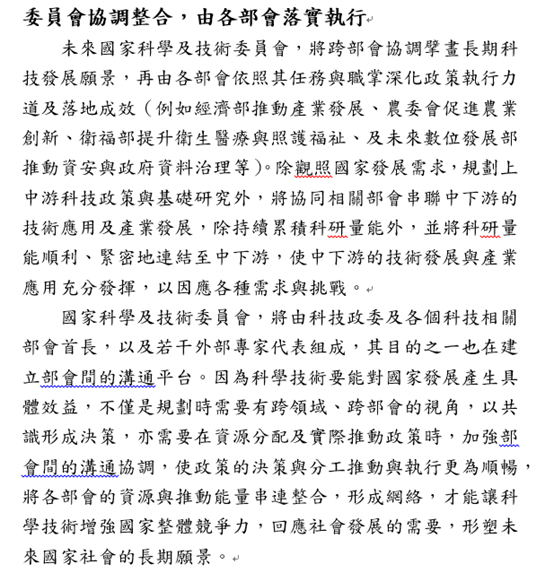 委員會協調整合，由各部會落實執行
未來國家科學及技術委員會，將跨部會協調擘畫長期科
技發展願景，再由各部會依照其任務與職掌深化政策執行力
道及落地成效（例如經濟部推動產業發展、農委會促進農業
創新、衛福部提升衛生醫療與照護福祉、及未來數位發展部
推動資安與政府資料治理等）。除觀照國家發展需求，規劃上
中游科技政策與基礎研究外，將協同相關部會串聯中下游的
技術應用及產業發展，除持續累積科研量能外，並將科研量
能順利、緊密地連結至中下游，使中下游的技術發展與產業
應用充分發揮，以因應各種需求與挑戰。
國家科學及技術委員會，將由科技政委及各個科技相關
部會首長，以及若干外部專家代表組成，其目的之一也在建
立部會間的溝通平台。因為科學技術要能對國家發展產生具
體效益，不僅是規劃時需要有跨領域、跨部會的視角，以共
識形成決策，亦需要在資源分配及實際推動政策時，加強部
會間的溝通協調，使政策的決策與分工推動與執行更為順暢，
將各部會的資源與推動能量串連整合，形成網絡，才能讓科
學技術增強國家整體競爭力，回應社會發展的需要，形塑未
來國家社會的長期願景。